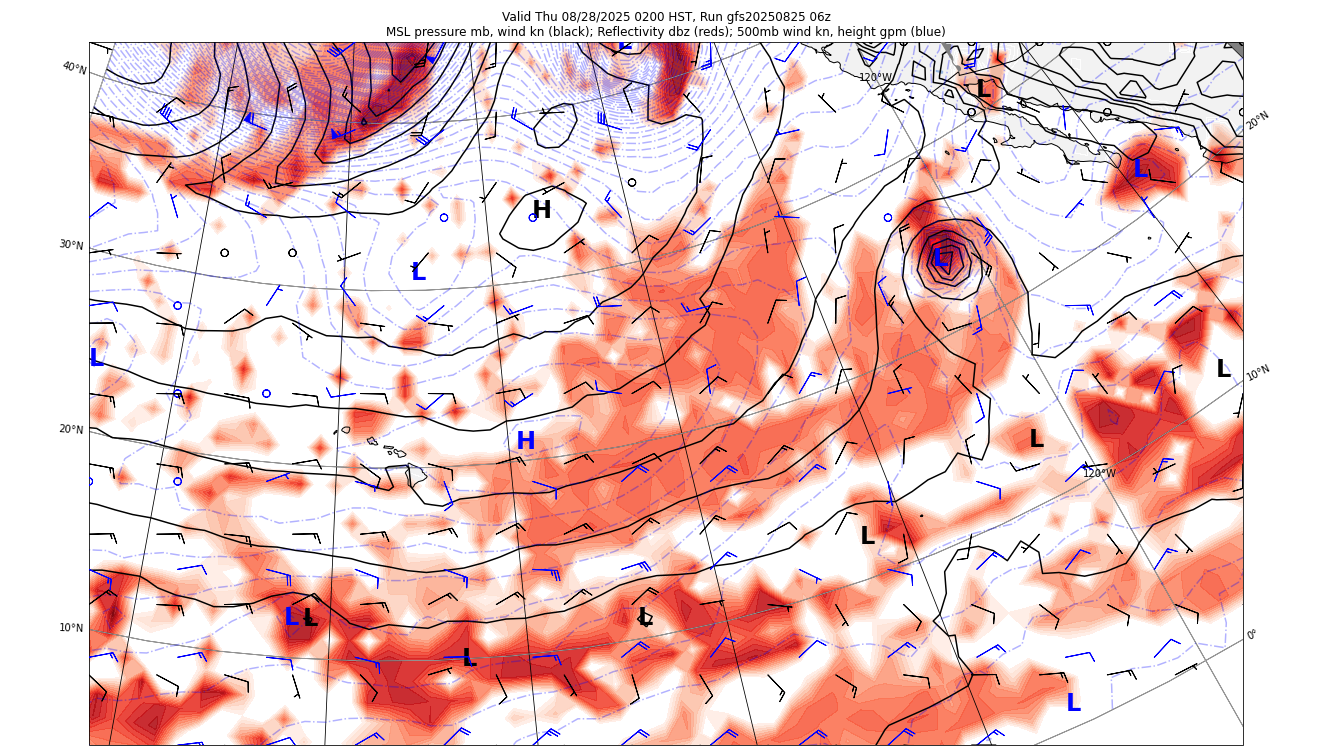 Valid Thu 08/28/2025 0200 HST, Run gfs20250825 06z
MSL pressure mb, wind kn (black); Reflectivity dbz (reds); 500mb wind kn, height gpm (blue)
L
40°N
120°W
L
20°N
L
H
30°N
L
L
L
L
10°N
20°N
H
L
120°W
L
10°N
L
L
L
L
0°
L